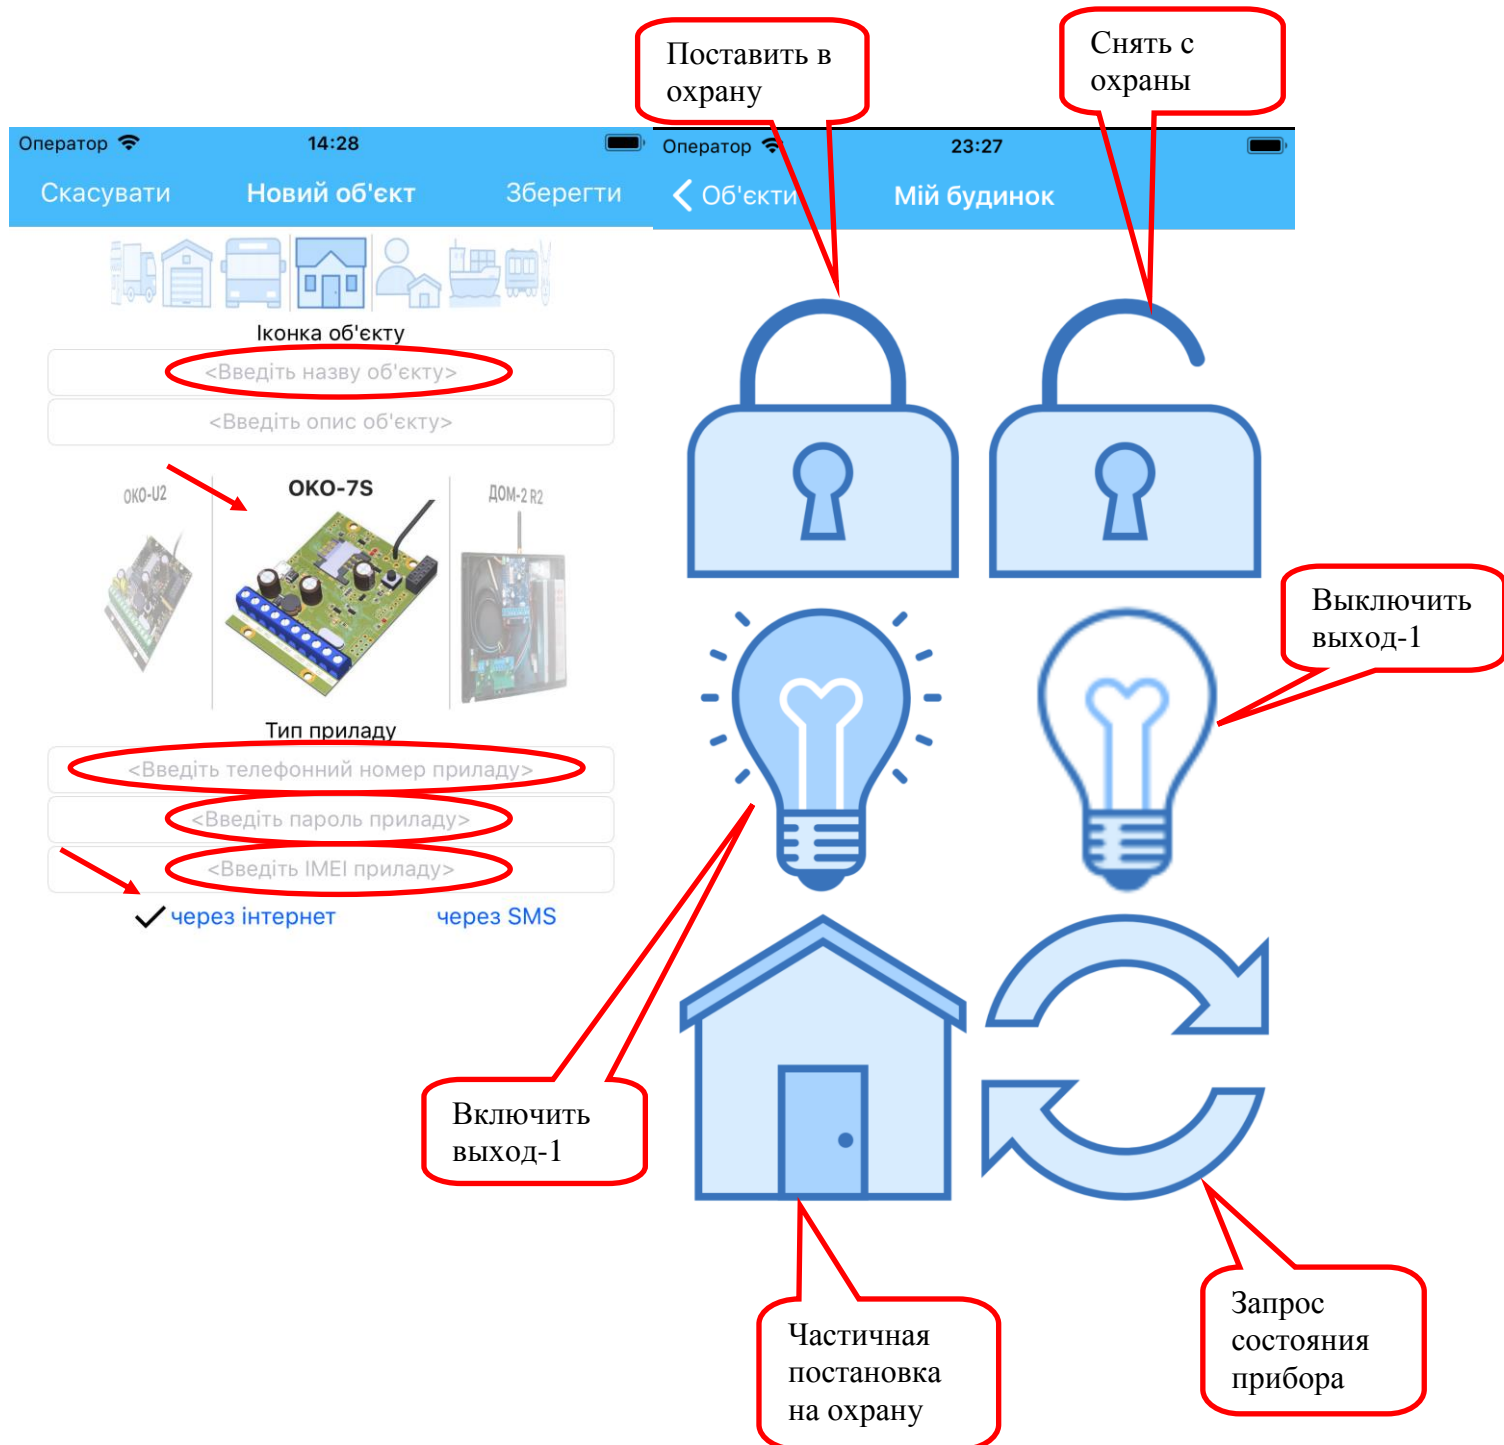 Поставить в
охрану
Снять с
охраны
Оператор
14:28
Скасувати
Новий об'єкт
Зберегти
Іконка об'єкту
<Введіть назву об'єкту>
<Введіть опис об'єкту>
ОКО-U2
ОКО-7S
ДОМ-2 R2
Тип приладу
<Введіть телефонний номер приладу>
<Введіть пароль приладу>
<Введіть IMEI приладу>
через інтернет
через SMS
Оператор
23:27
Об'єкти
Мій будинок
Выключить
выход-1
Включить
выход-1
Частичная
постановка
на охрану
Запрос
состояния
прибора